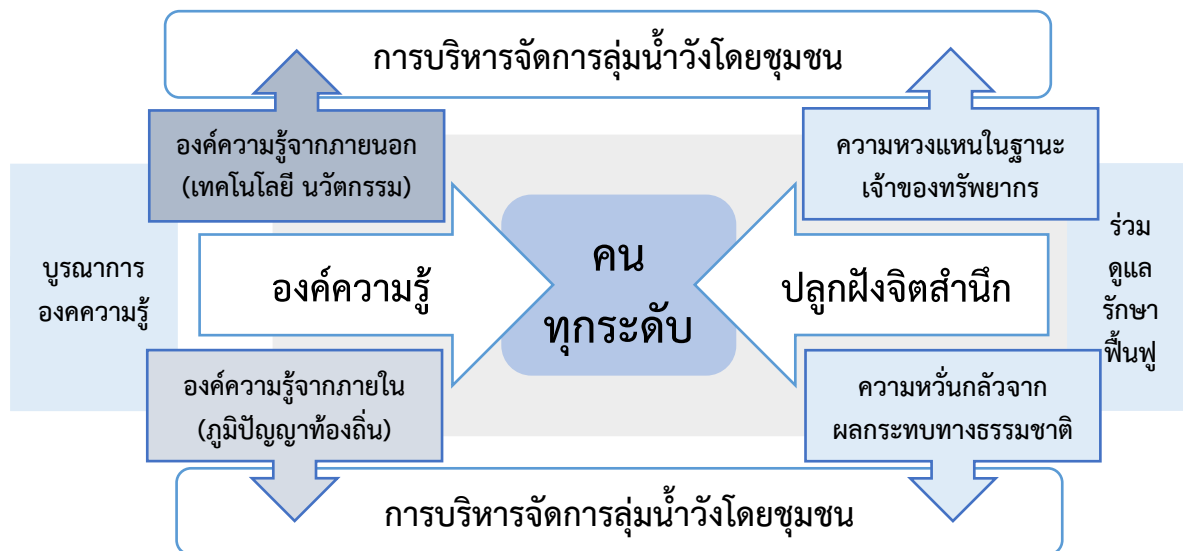 การบริหารจัดการลุ่มน้ำวังโดยชุมชน
องค์ความรู้จากภายนอก
(เทคโนโลยี นวัตกรรม)
ความหวงแหนในฐานะ
เจ้าของทรัพยากร
บูรณาการ
องคความรู้
องค์ความรู้
คน
ทุกระดับ
ปลูกฝังจิตสำนึก
ร่วม
ดูแล
รักษา
ฟื้นฟู
องค์ความรู้จากภายใน
(ภูมิปัญญาท้องถิ่น)
ความหวั่นกลัวจาก
ผลกระทบทางธรรมชาติ
การบริหารจัดการลุ่มน้ำวังโดยชุมชน